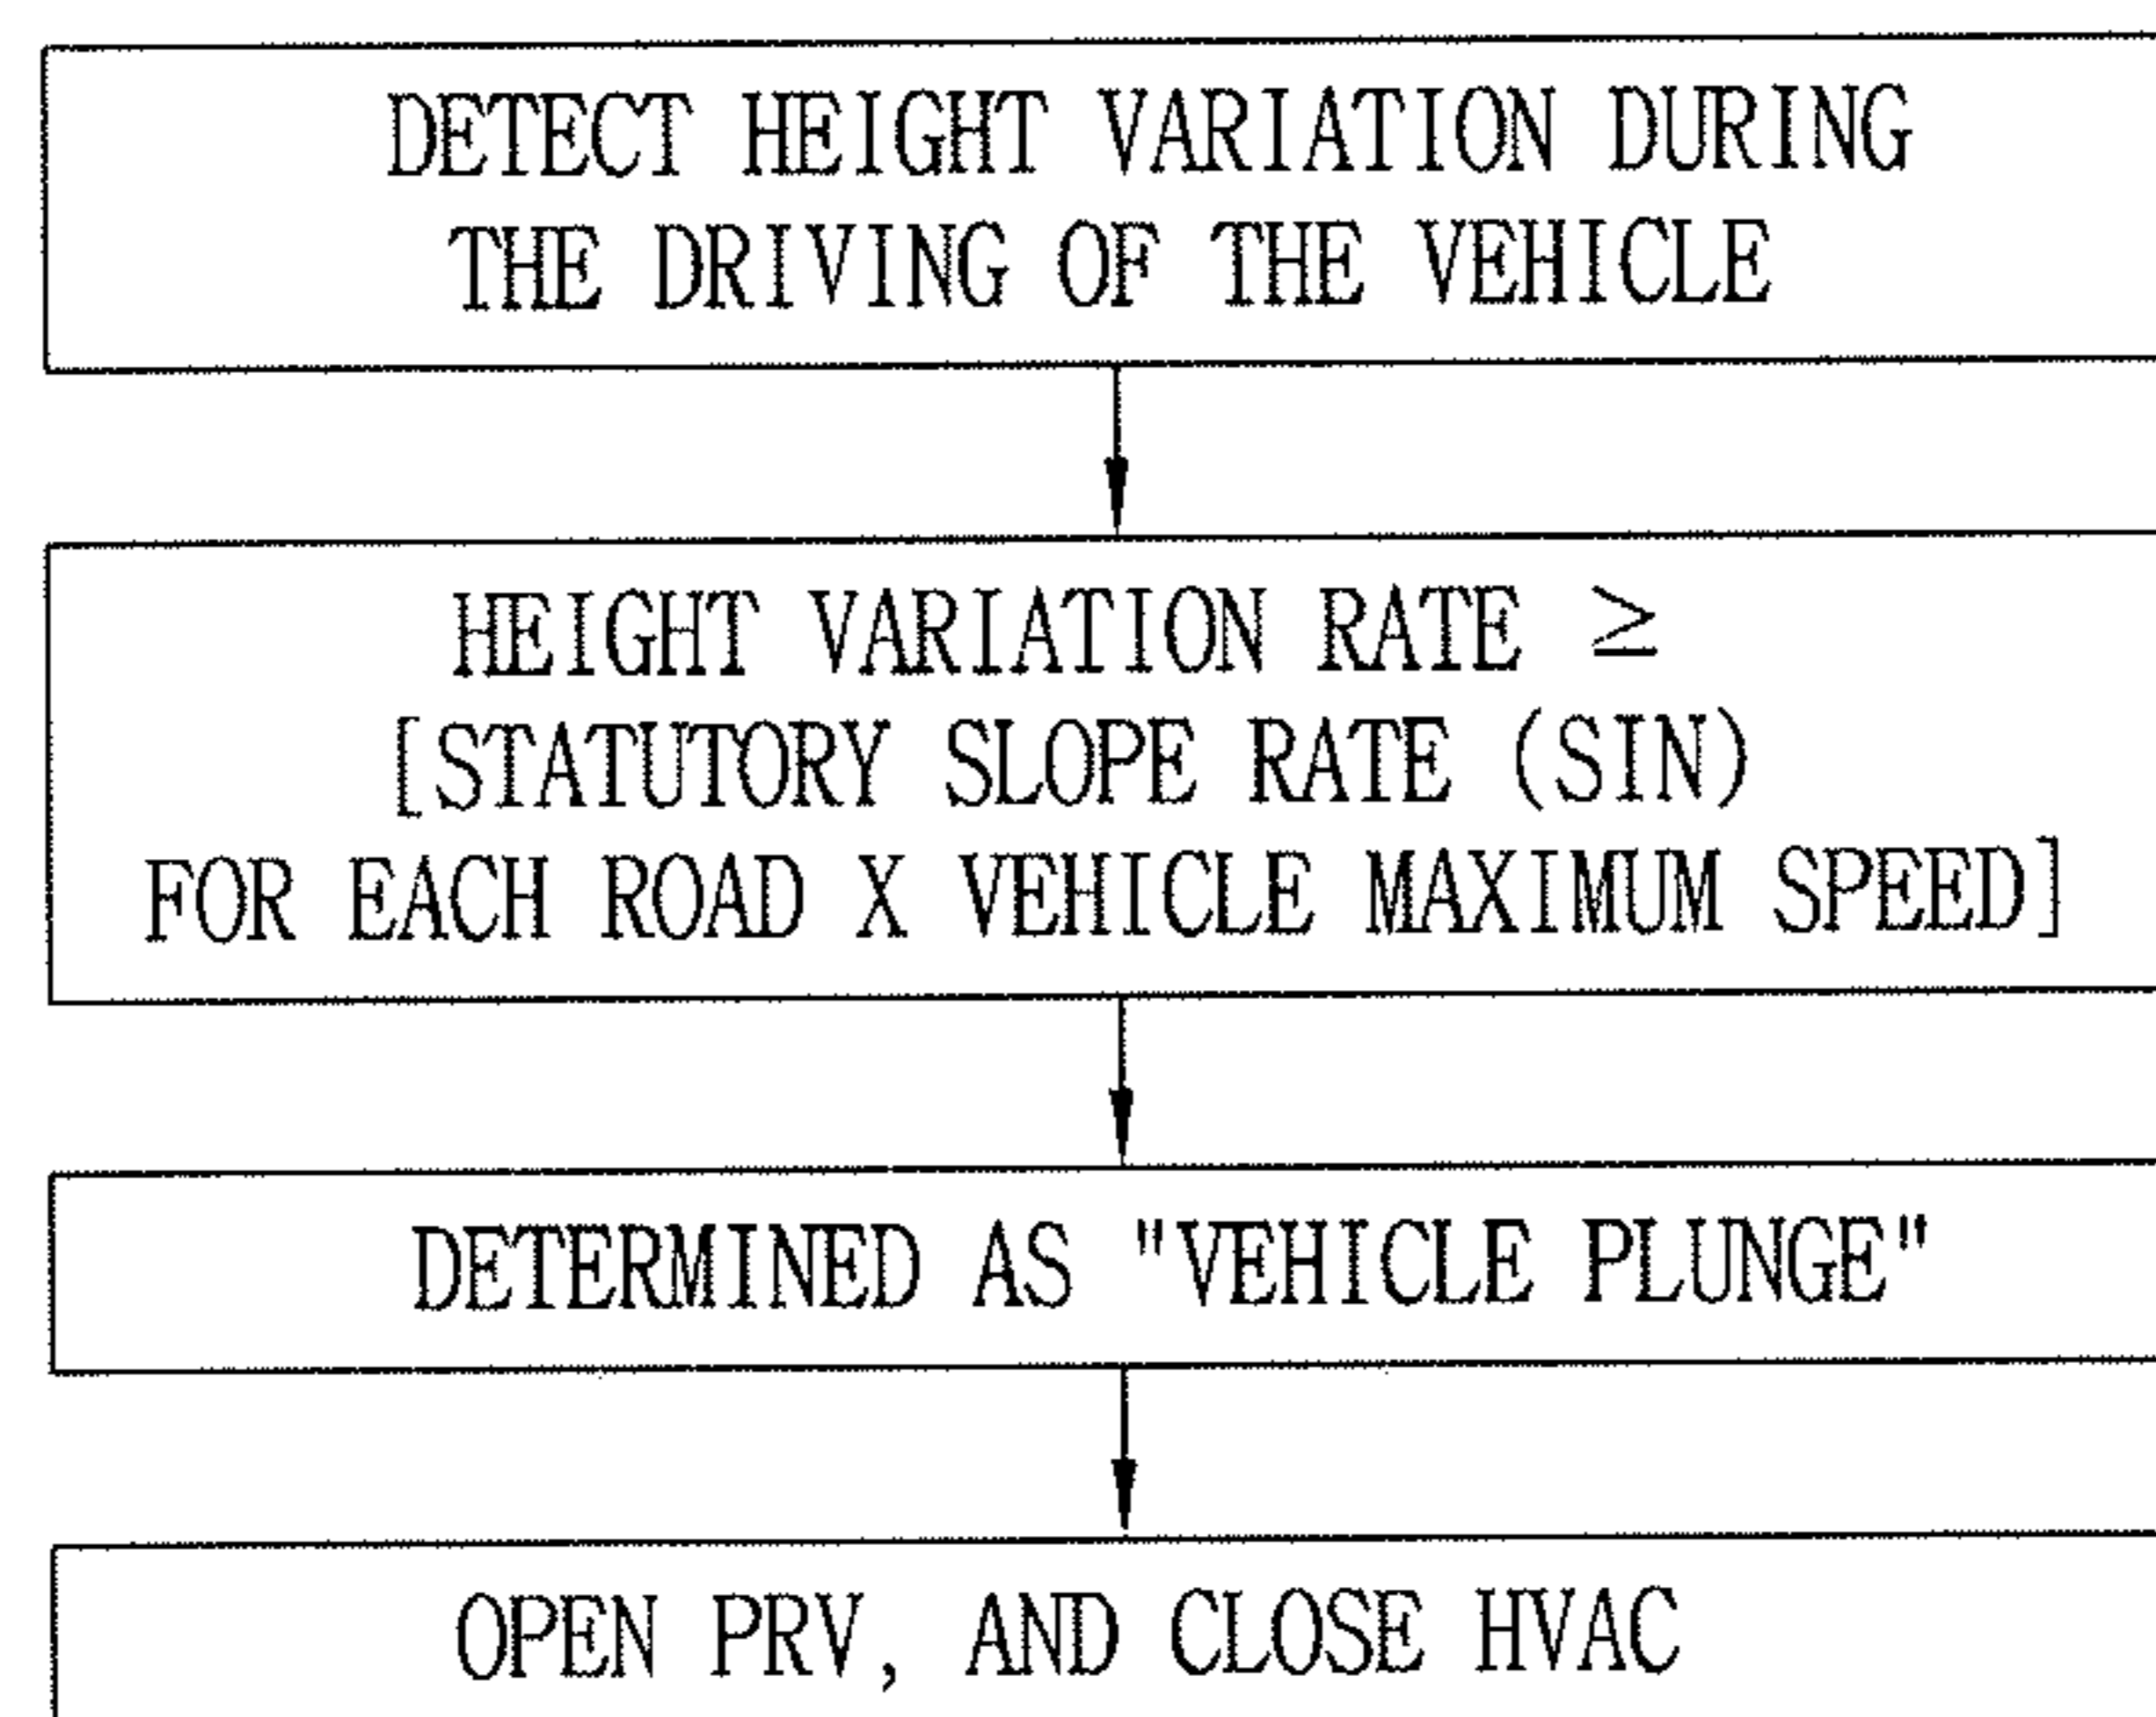 DETECT HEIGHT VARIATION DURING
THE DRIVING OF THE VEHICLE
HEIGHT VARIATION RATE ≥
[STATUTORY SLOPE RATE (SIN)
FOR EACH ROAD X VEHICLE MAXIMUM SPEED]
DETERMINED AS "VEHICLE PLUNGE"
OPEN PRV, AND CLOSE HVAC